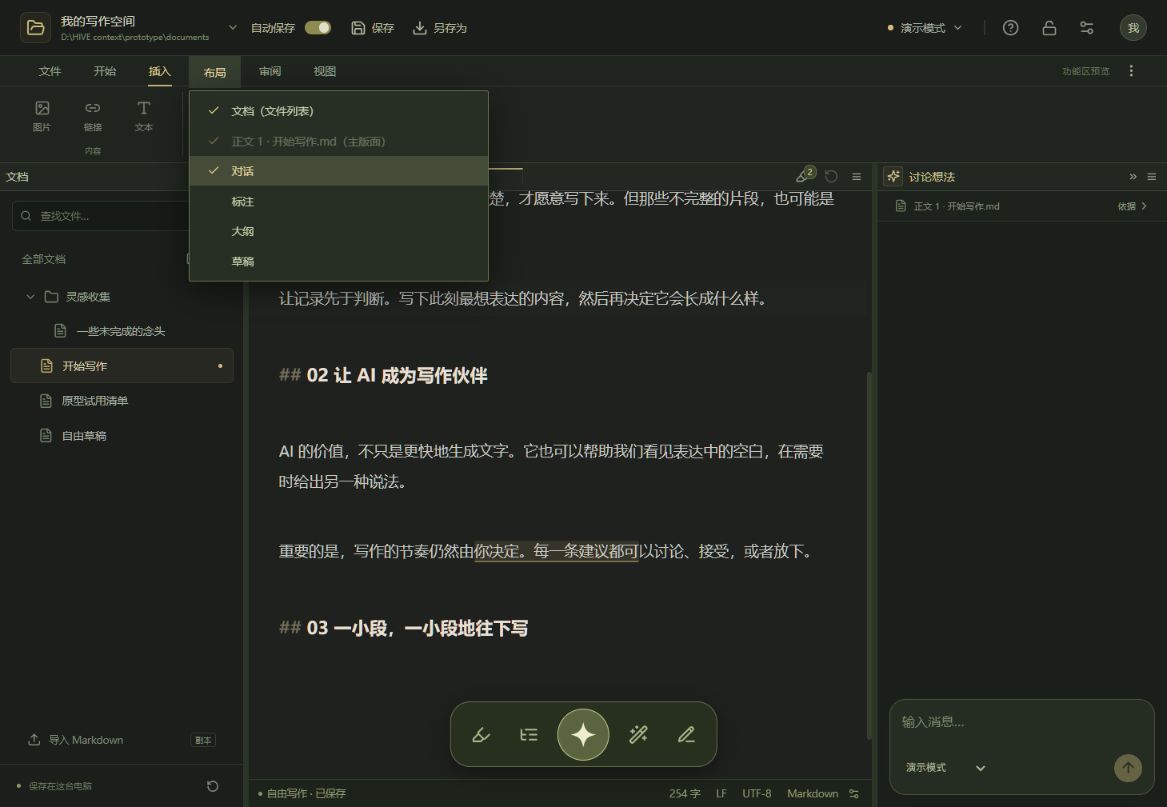 我的写作空间
D:\HIVE context\prototype\documents
自动保存
保存
另存为
演示模式
我
文件
开始
插入
布局
审阅
视图
功能区预览
图片
链接
文本
内容
文档（文件列表）
正文 1 · 开始写作.md（主版面）
对话
标注
大纲
草稿
文档
查找文件...
全部文档
灵感收集
一些未完成的念头
开始写作
原型试用清单
自由草稿
导入 Markdown
副本
保存在这台电脑
2
楚，才愿意写下来。但那些不完整的片段，也可能是
让记录先于判断。写下此刻最想表达的内容，然后再决定它会长成什么样。
## 02 让 AI 成为写作伙伴
AI 的价值，不只是更快地生成文字。它也可以帮助我们看见表达中的空白，在需要
时给出另一种说法。
重要的是，写作的节奏仍然由你决定。每一条建议都可以讨论、接受，或者放下。
## 03 一小段，一小段地往下写
自由写作 · 已保存
254 字
LF
UTF-8
Markdown
讨论想法
正文 1 · 开始写作.md
依据
输入消息...
演示模式